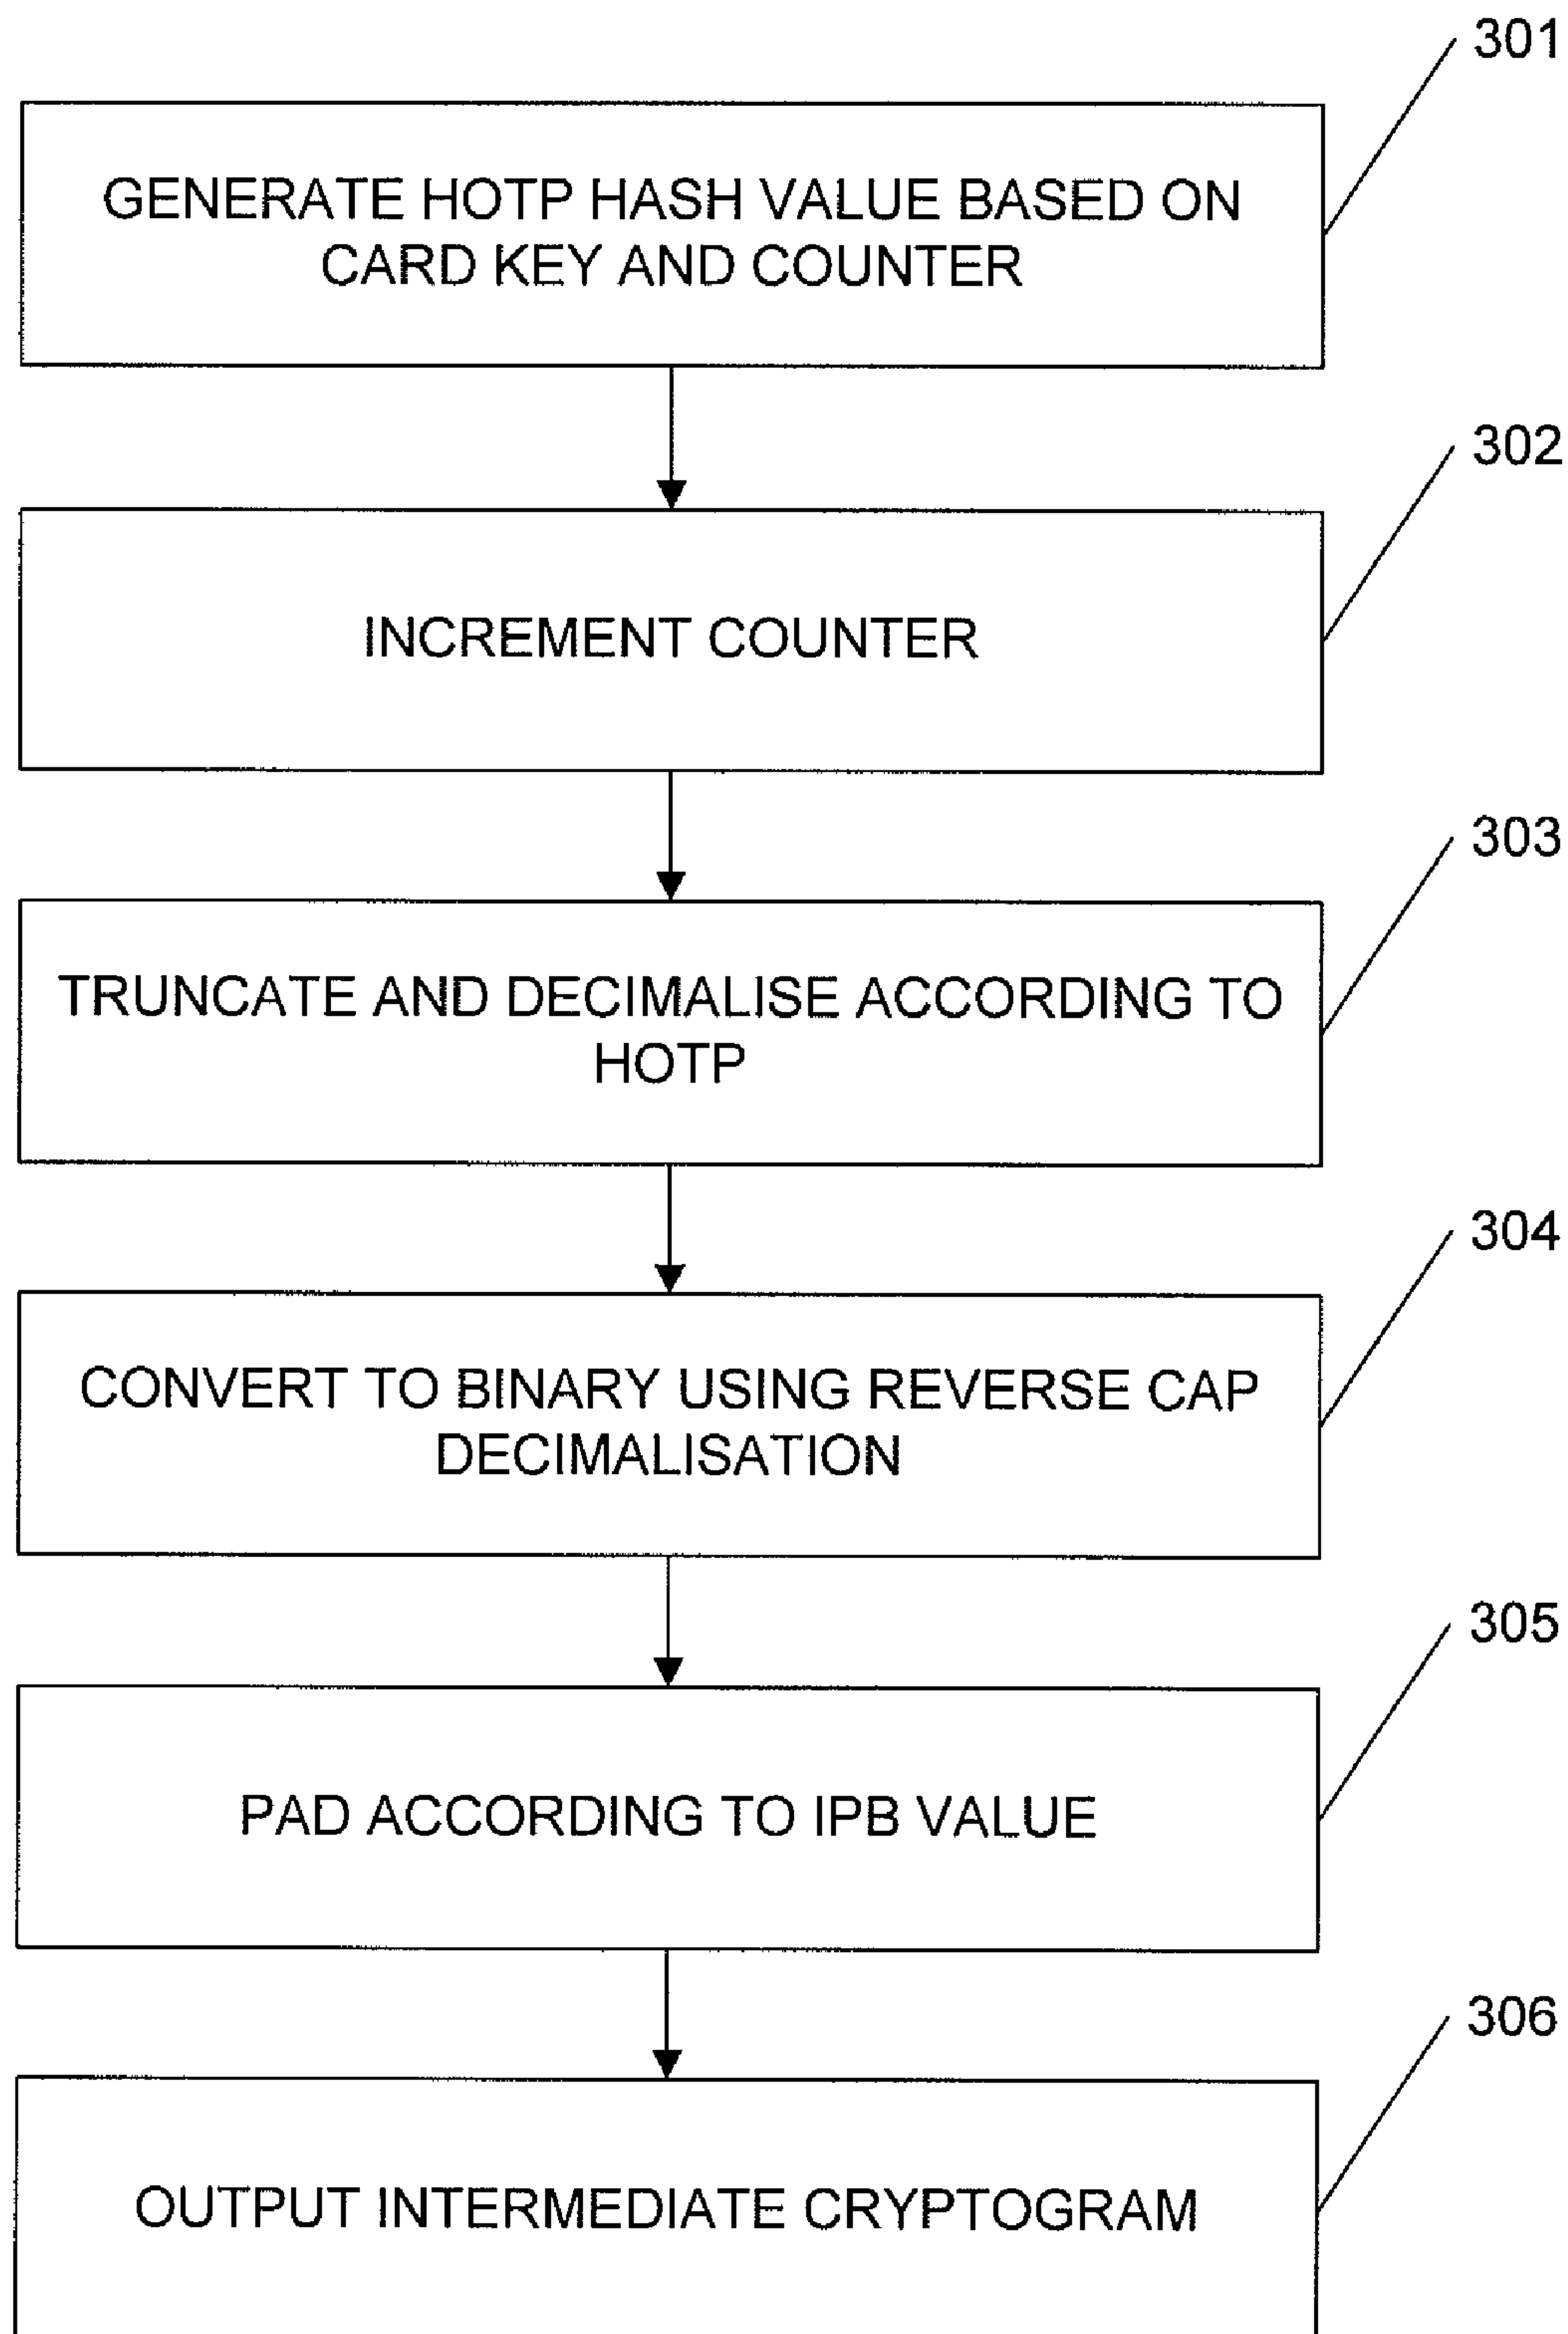 301
GENERATE HOTP HASH VALUE BASED ON
CARD KEY AND COUNTER
302
INCREMENT COUNTER
303
TRUNCATE AND DECIMALISE ACCORDING TO
HOTP
304
CONVERT TO BINARY USING REVERSE CAP
DECIMALISATION
305
PAD ACCORDING TO IPB VALUE
306
OUTPUT INTERMEDIATE CRYPTOGRAM